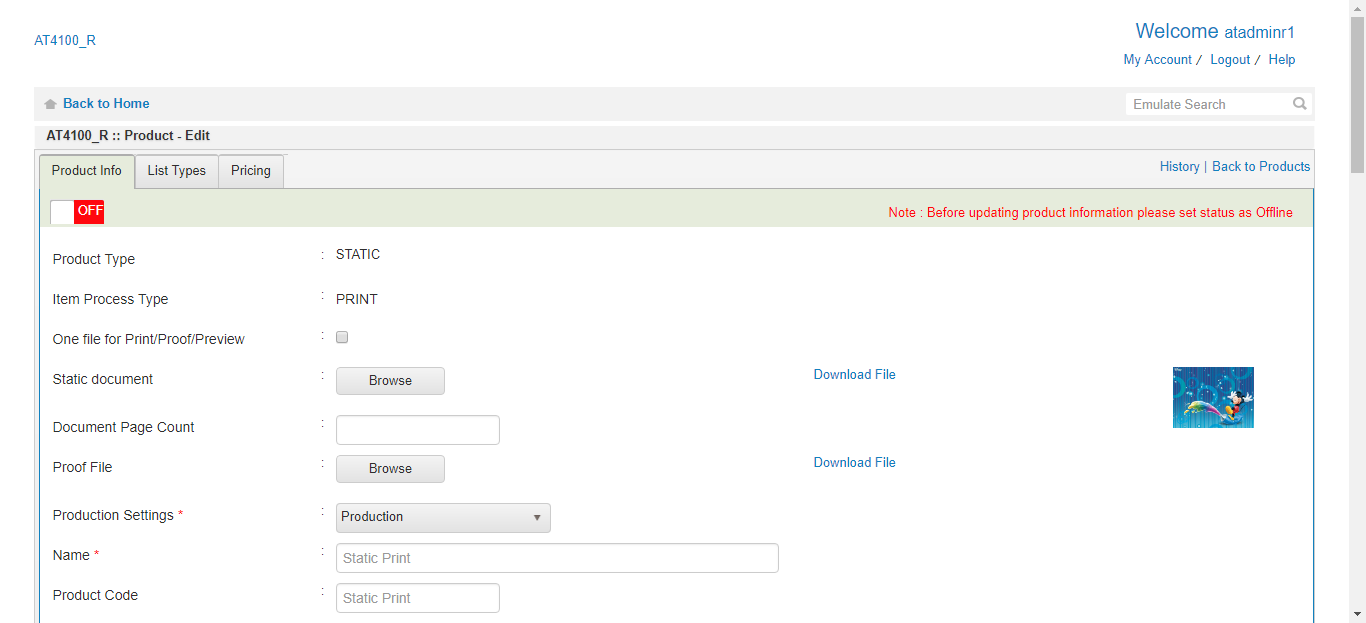 AT4100_R
Welcome atadminr1
My Account / Logout / Help
Back to Home
Emulate Search
AT4100_R :: Product - Edit
Product Info
List Types
Pricing
History | Back to Products
OFF
Note : Before updating product information please set status as Offline
Product Type : STATIC
Item Process Type : PRINT
One file for Print/Proof/Preview :
Static document : Browse Download File
Document Page Count :
Proof File : Browse Download File
Production Settings * : Production
Name * : Static Print
Product Code : Static Print